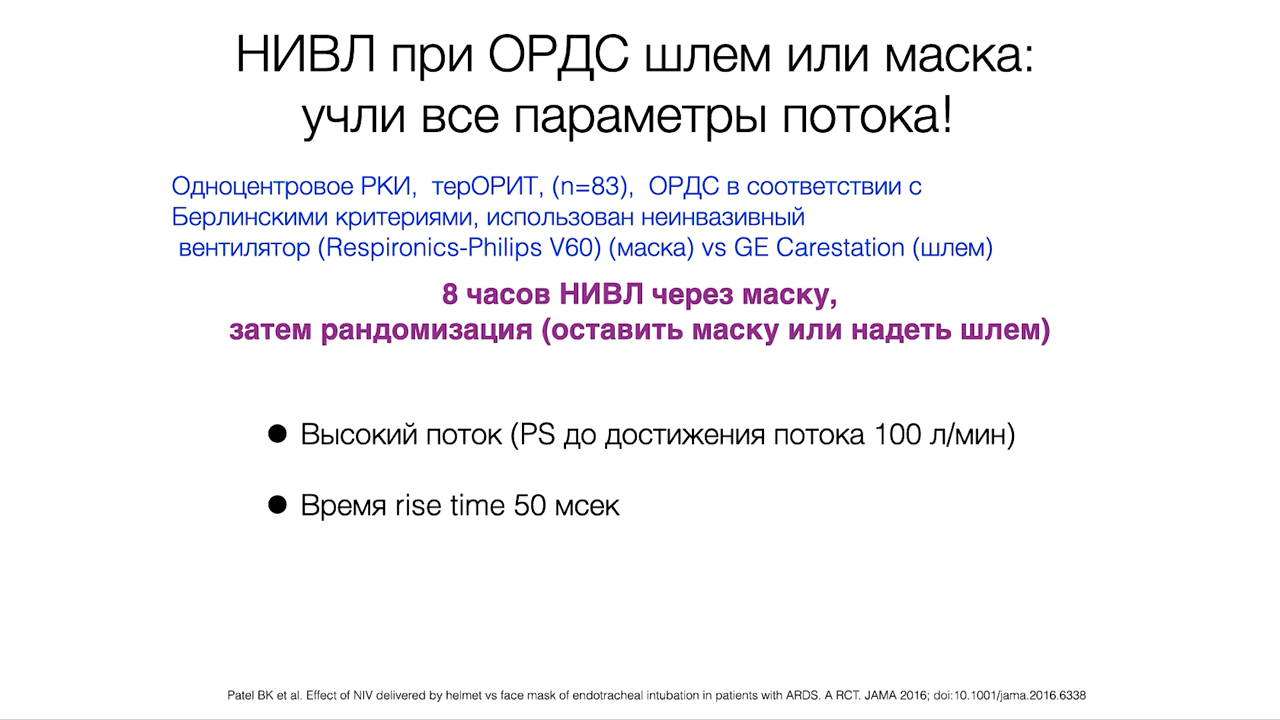 НИВЛ при ОРДС шлем или маска:
учли все параметры потока!
Одноцентровое РКИ, терОРИТ, (n=83), ОРДС в соответствии с
Берлинскими критериями, использован неинвазивный
вентилятор (Respironics-Philips V60) (маска) vs GE Carestation (шлем)
8 часов НИВЛ через маску,
затем рандомизация (оставить маску или надеть шлем)
● Высокий поток (PS до достижения потока 100 л/мин)
● Время rise time 50 мсек
Patel BK et al. Effect of NIV delivered by helmet vs face mask of endotracheal intubation in patients with ARDS. A RCT. JAMA 2016; doi:10.1001/jama.2016.6338